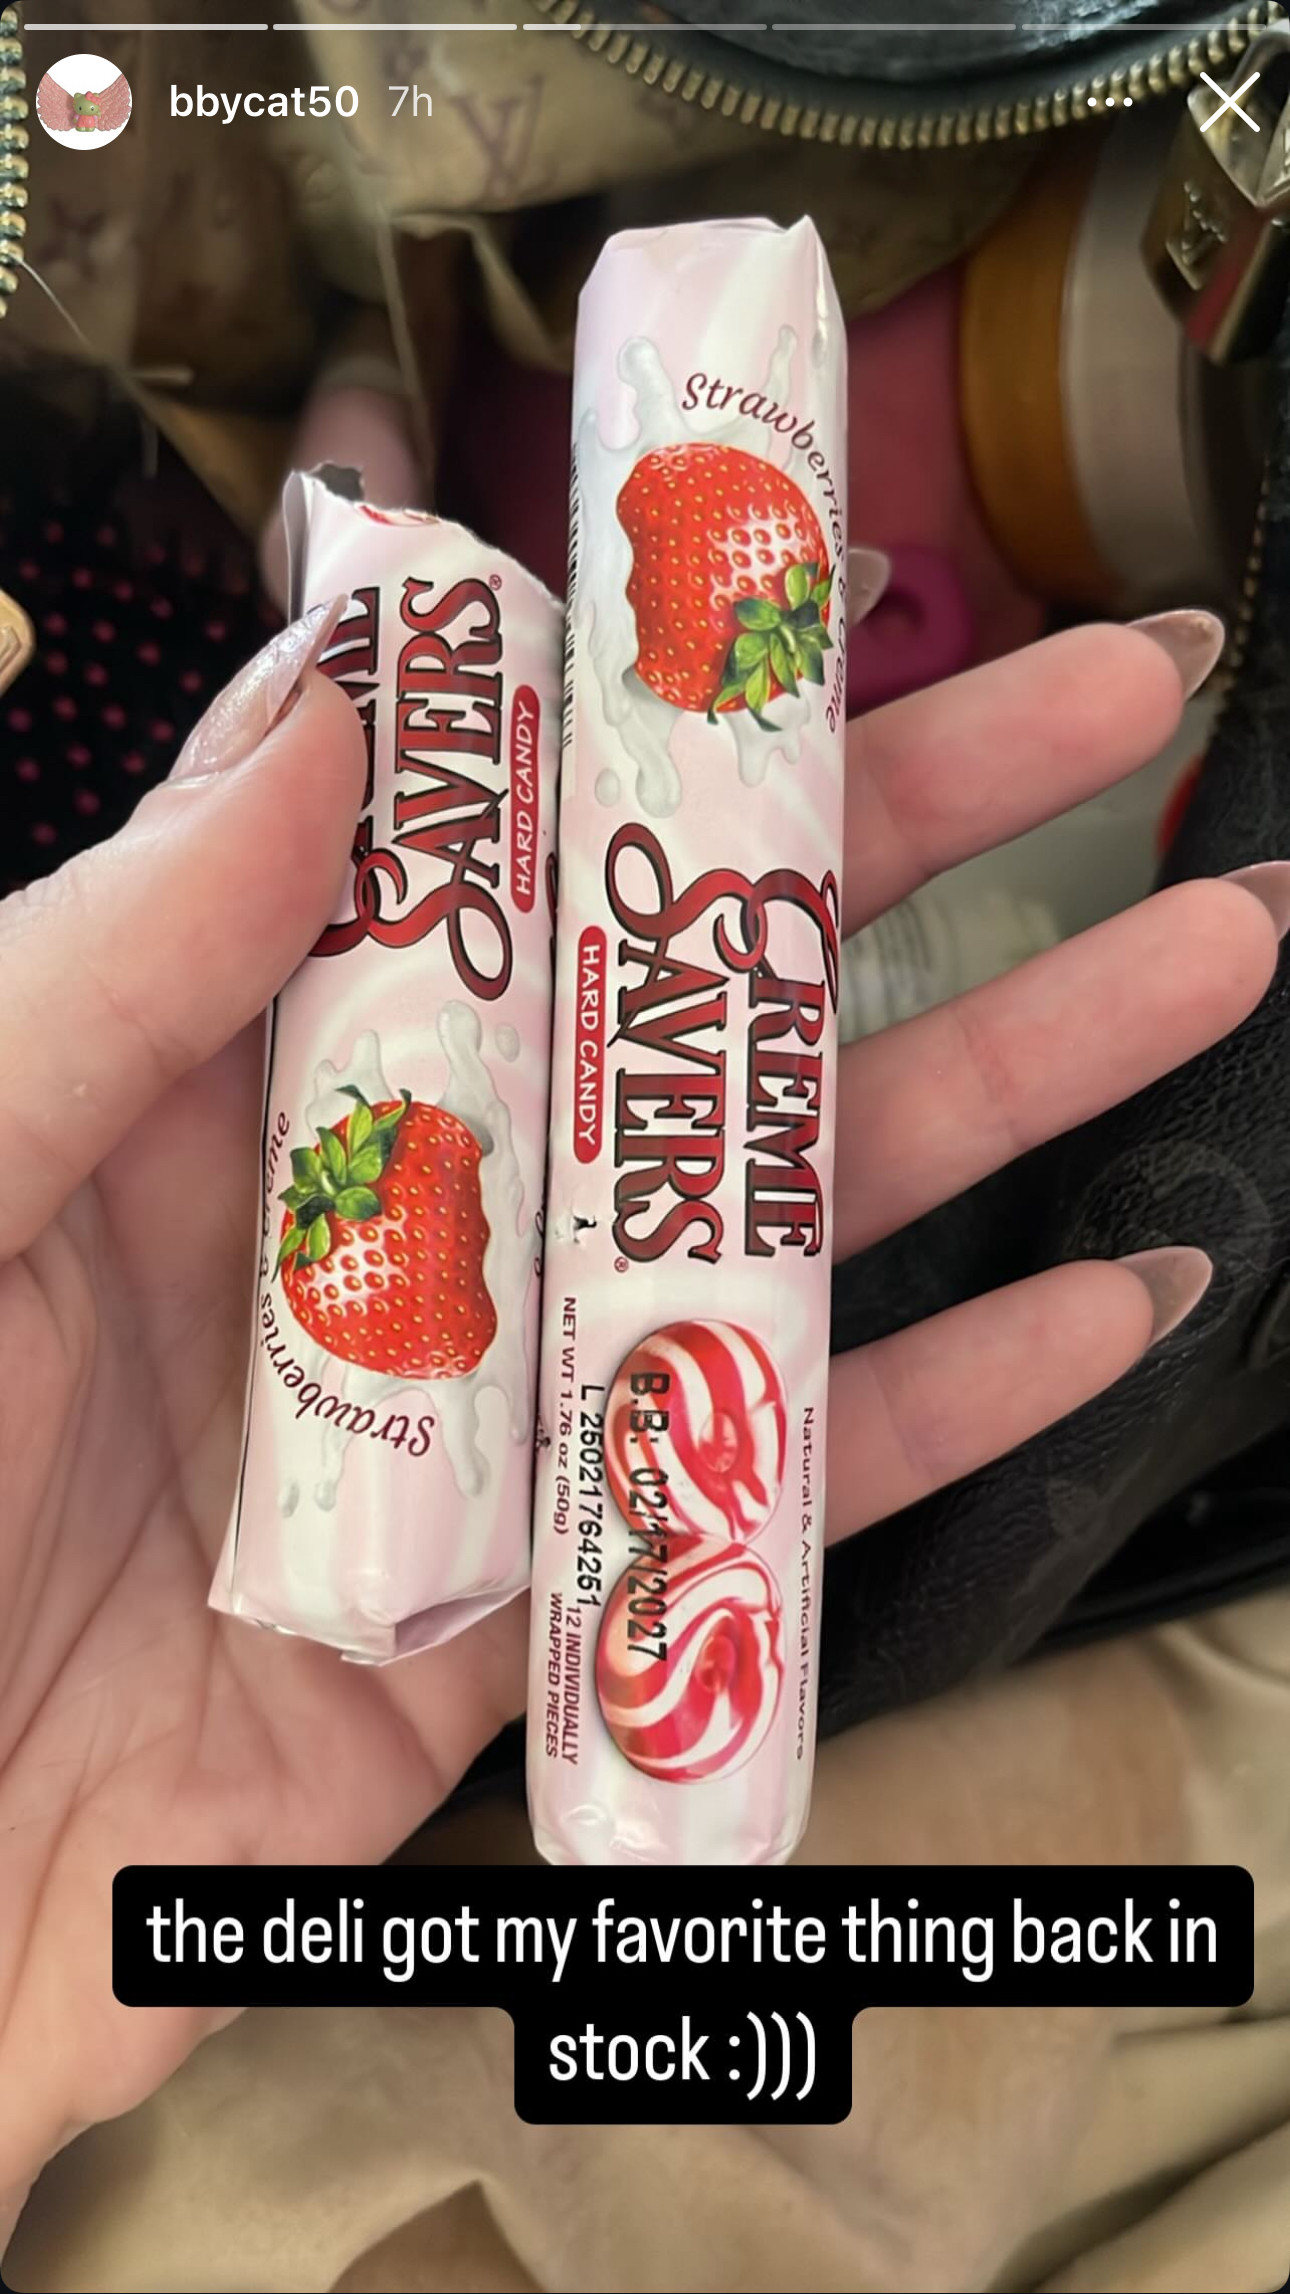 bbycat50 7h
SAVERS®
HARD CANDY
Strawberries
Strawberries & Creme
CREME
SAVERS®
HARD CANDY
Natural & Artificial Flavors
B.B: 02/17/2027
L 25021764251
NET WT 1.76 oz (50g)
12 INDIVIDUALLY
WRAPPED PIECES
the deli got my favorite thing back in
stock :)))